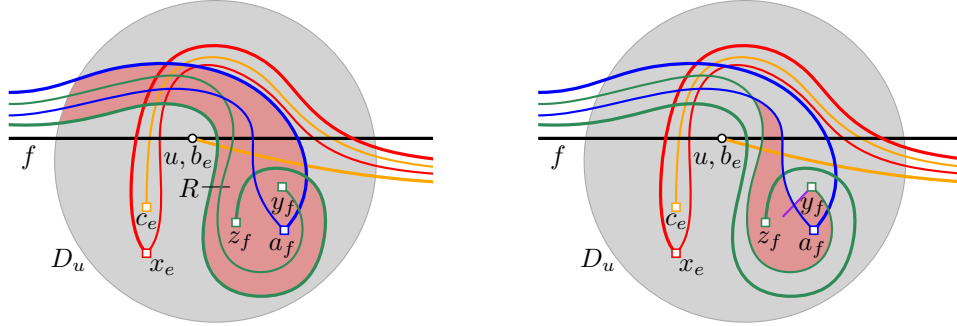 f
u, b_e
R
c_e
y_f
z_f
a_f
D_u
x_e
f
u, b_e
c_e
y_f
z_f
a_f
D_u
x_e